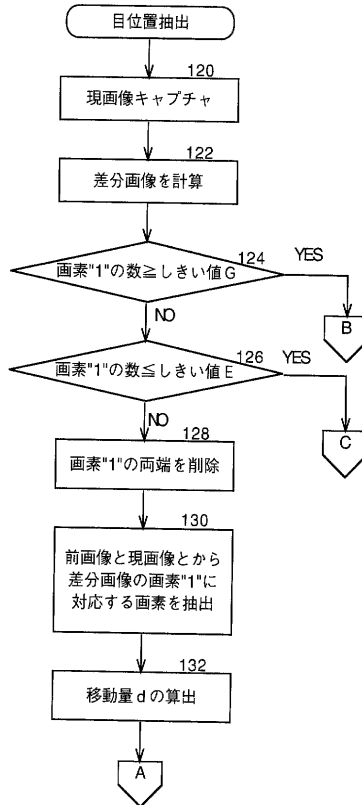 目位置抽出
120
現画像キャプチャ
122
差分画像を計算
124
画素"1"の数≧しきい値G
YES
B
NO
126
画素"1"の数≦しきい値E
YES
C
NO
128
画素"1"の両端を削除
130
前画像と現画像とから
差分画像の画素"1"に
対応する画素を抽出
132
移動量dの算出
A